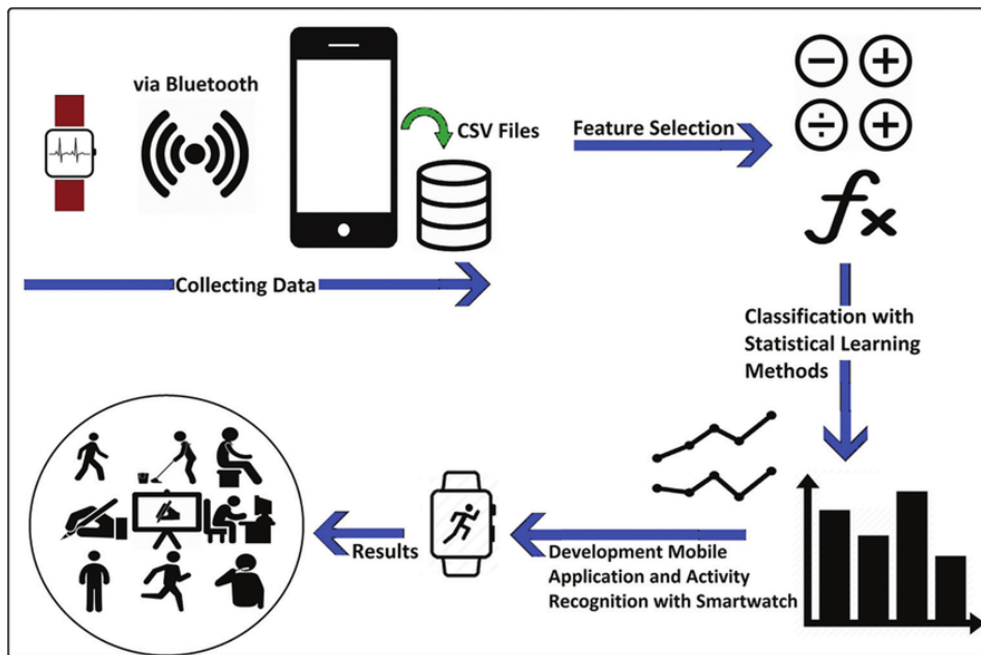 via Bluetooth
CSV Files
Feature Selection
Collecting Data
fx
Classification with
Statistical Learning
Methods
Development Mobile
Application and Activity
Recognition with Smartwatch
Results